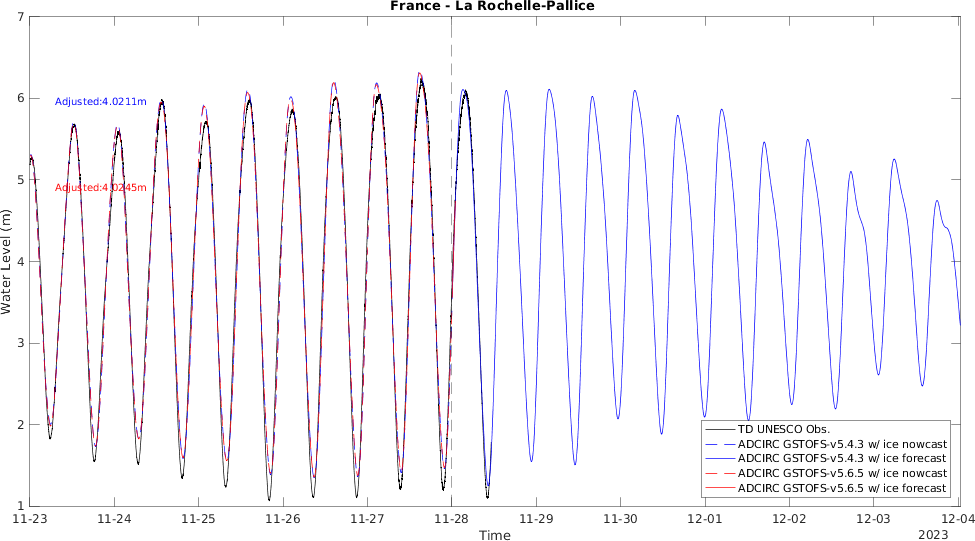 France - La Rochelle-Pallice
7
6
5
4
3
2
1
Water Level (m)
Adjusted:4.0211m
Adjusted:4.0245m
TD UNESCO Obs.
ADCIRC GSTOFS-v5.4.3 w/ ice nowcast
ADCIRC GSTOFS-v5.4.3 w/ ice forecast
ADCIRC GSTOFS-v5.6.5 w/ ice nowcast
ADCIRC GSTOFS-v5.6.5 w/ ice forecast
11-23 11-24 11-25 11-26 11-27 11-28 11-29 11-30 12-01 12-02 12-03 12-04
Time
2023